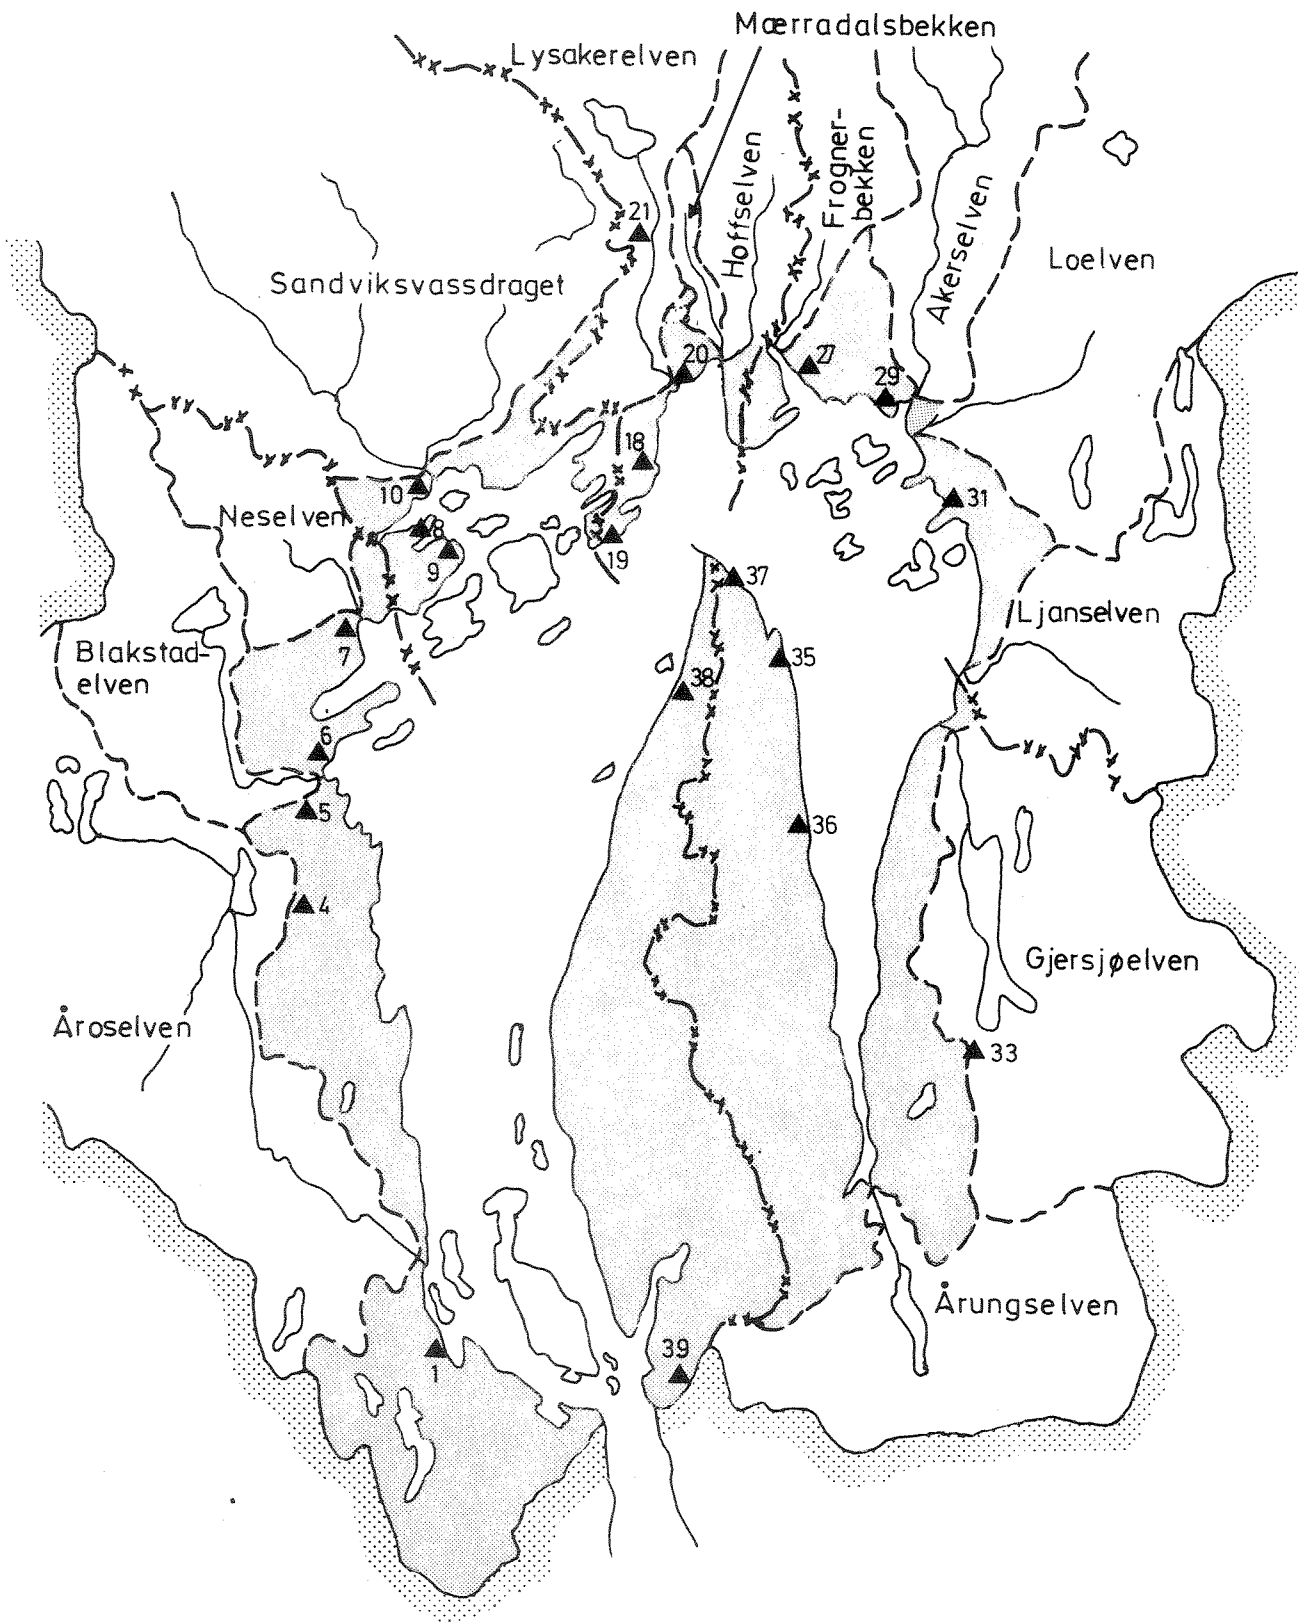 Mærradalsbekken
Lysakerelven
Hoffselven
Frogner-
bekken
Akerselven
Loelven
21
Sandviksvassdraget
20
27
29
18
10
31
Neselven
8
9
19
37
Ljanselven
Blakstad-
elven
7
35
38
6
5
36
4
Gjersjøelven
Åroselven
33
Årungselven
39
1